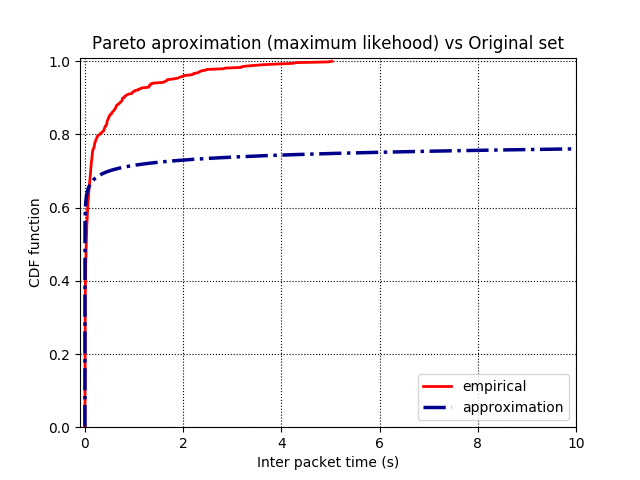 Pareto aproximation (maximum likehood) vs Original set
1.0
0.8
0.6
0.4
0.2
0.0
CDF function
0 2 4 6 8 10
Inter packet time (s)
empirical
approximation